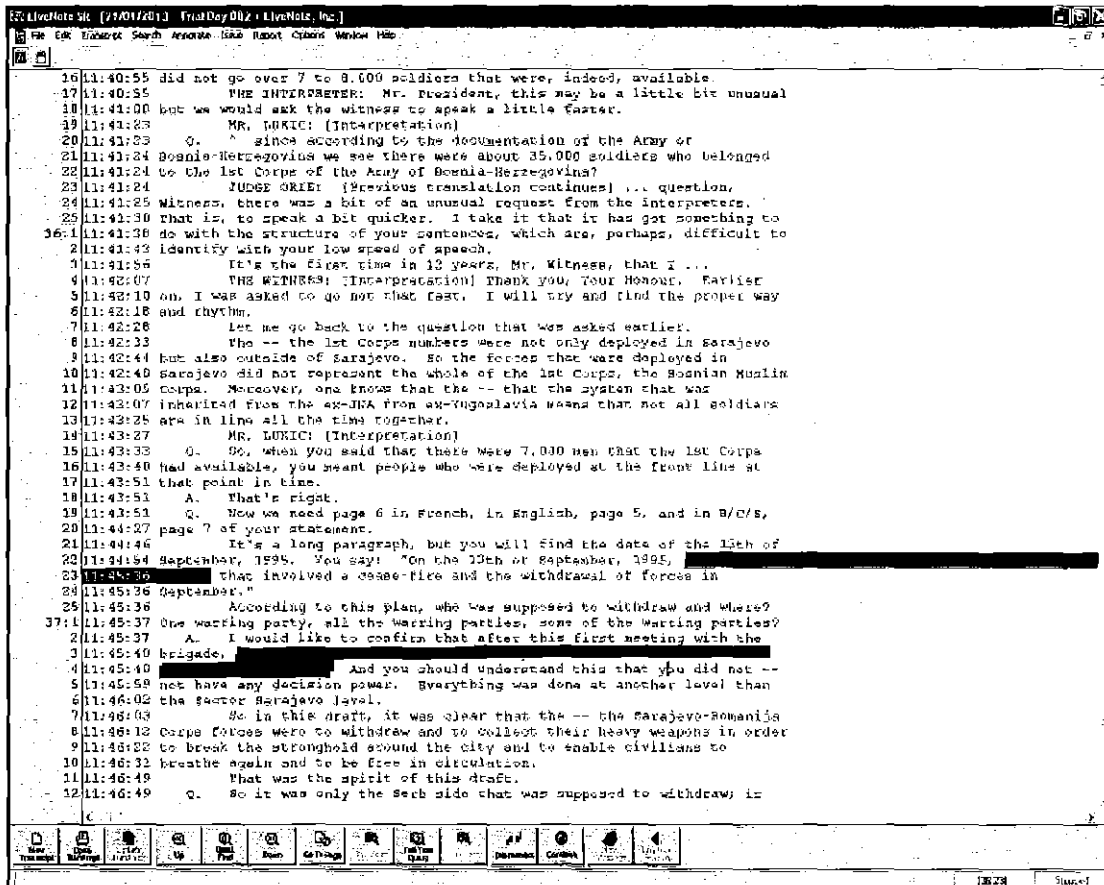 LiveNote SR - [21/01/2013 - Trial Day 002 - LiveNote, Inc.]
File Edit Transcript Search Annotate Issue Report Options Window Help
16 11:40:55 did not go over 7 to 8.000 soldiers that were, indeed, available.
17 11:40:55 THE INTERPRETER: Mr. President, this may be a little bit unusual
18 11:41:00 but we would ask the witness to speak a little faster.
19 11:41:23 MR. LUKIC: [Interpretation]
20 11:41:23 Q. ^ since according to the documentation of the Army of
21 11:41:24 Bosnia-Herzegovina we see there were about 35.000 soldiers who belonged
22 11:41:24 to the 1st Corps of the Army of Bosnia-Herzegovina?
23 11:41:24 JUDGE ORIE: [Previous translation continues] ... question,
24 11:41:25 Witness, there was a bit of an unusual request from the interpreters.
25 11:41:30 That is, to speak a bit quicker. I take it that it has got something to
36:1 11:41:38 do with the structure of your sentences, which are, perhaps, difficult to
2 11:41:43 identify with your low speed of speech.
3 11:41:56 It's the first time in 12 years, Mr. Witness, that I ...
4 11:42:07 THE WITNESS: [Interpretation] Thank you, Your Honour. Earlier
5 11:42:10 on, I was asked to go not that fast. I will try and find the proper way
6 11:42:18 and rhythm.
7 11:42:28 Let me go back to the question that was asked earlier.
8 11:42:33 The -- the 1st Corps numbers were not only deployed in Sarajevo
9 11:42:44 but also outside of Sarajevo. So the forces that were deployed in
10 11:42:48 Sarajevo did not represent the whole of the 1st Corps, the Bosnian Muslim
11 11:43:05 Corps. Moreover, one knows that the -- that the system that was
12 11:43:07 inherited from the ex-JNA from ex-Yugoslavia means that not all soldiers
13 11:43:25 are in line all the time together.
14 11:43:27 MR. LUKIC: [Interpretation]
15 11:43:33 Q. So, when you said that there were 7.000 men that the 1st Corps
16 11:43:40 had available, you meant people who were deployed at the front line at
17 11:43:51 that point in time.
18 11:43:51 A. That's right.
19 11:43:51 Q. Now we need page 6 in French, in English, page 5, and in B/C/S,
20 11:44:27 page 7 of your statement.
21 11:44:46 It's a long paragraph, but you will find the date of the 13th of
22 11:44:54 September, 1995. You say: "On the 13th of September, 1995,
23 11:45:36 that involved a cease-fire and the withdrawal of forces in
24 11:45:36 September."
25 11:45:36 According to this plan, who was supposed to withdraw and where?
37:1 11:45:37 One warring party, all the warring parties, some of the warring parties?
2 11:45:37 A. I would like to confirm that after this first meeting with the
3 11:45:40 brigade,
4 11:45:40 And you should understand this that you did not --
5 11:45:59 not have any decision power. Everything was done at another level than
6 11:46:02 the Sector Sarajevo level.
7 11:46:03 So in this draft, it was clear that the -- the Sarajevo-Romanija
8 11:46:12 Corps forces were to withdraw and to collect their heavy weapons in order
9 11:46:22 to break the stronghold around the city and to enable civilians to
10 11:46:32 breathe again and to be free in circulation.
11 11:46:49 That was the spirit of this draft.
12 11:46:49 Q. So it was only the Serb side that was supposed to withdraw; is
Up
Down